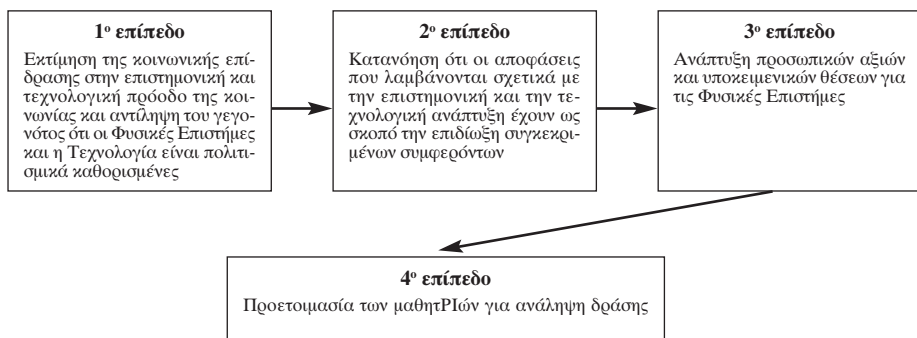 1ο επίπεδο
Εκτίμηση της κοινωνικής επί-
δρασης στην επιστημονική και
τεχνολογική πρόοδο της κοι-
νωνίας και αντίληψη του γεγο-
νότος ότι οι Φυσικές Επιστήμες
και η Τεχνολογία είναι πολιτι-
σμικά καθορισμένες
2ο επίπεδο
Κατανόηση ότι οι αποφάσεις
που λαμβάνονται σχετικά με
την επιστημονική και την τε-
χνολογική ανάπτυξη έχουν ως
σκοπό την επιδίωξη συγκεκρι-
μένων συμφερόντων
3ο επίπεδο
Ανάπτυξη προσωπικών αξιών
και υποκειμενικών θέσεων για
τις Φυσικές Επιστήμες
4ο επίπεδο
Προετοιμασία των μαθητΡΙών για ανάληψη δράσης